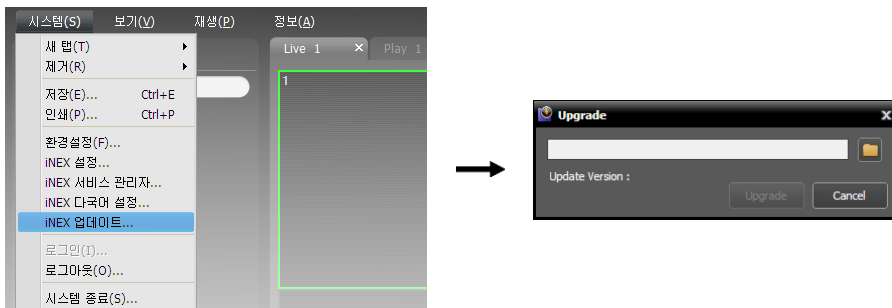 시스템(S) 보기(V) 재생(P) 정보(A)
새 탭(T)
제거(R)
저장(E)... Ctrl+E
인쇄(P)... Ctrl+P
환경설정(F)...
iNEX 설정...
iNEX 서비스 관리자...
iNEX 다국어 설정...
iNEX 업데이트...
로그인(I)...
로그아웃(O)...
시스템 종료(S)...
Live 1 Play 1
1
Upgrade
Update Version :
Upgrade Cancel